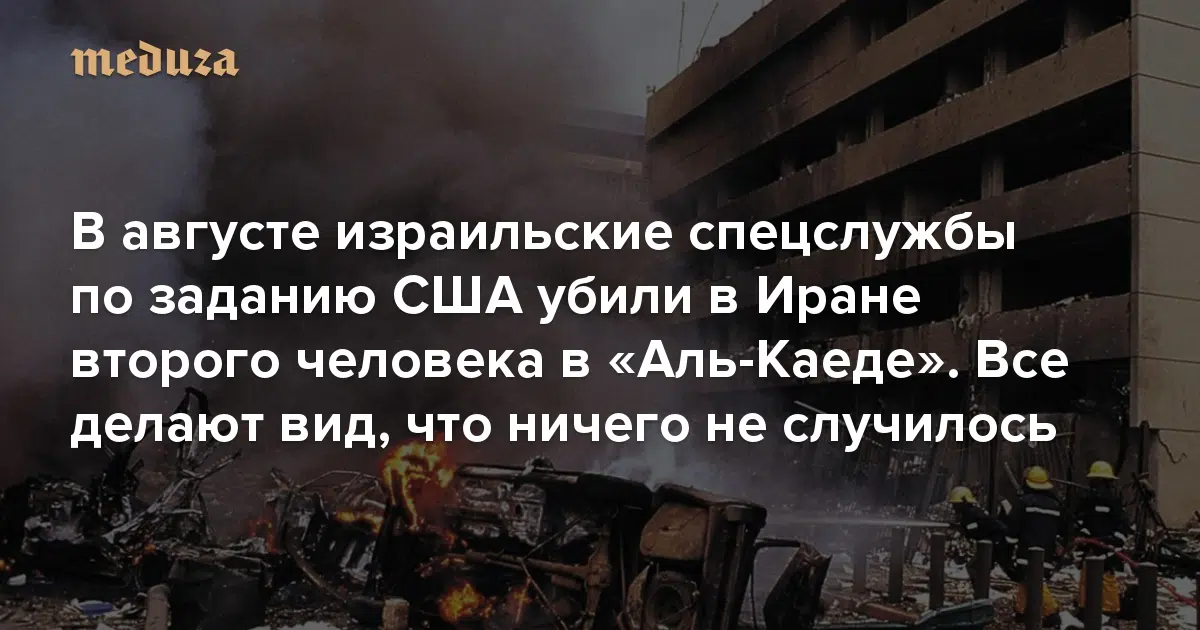 meduza
В августе израильские спецслужбы
по заданию США убили в Иране
второго человека в «Аль-Каеде». Все
делают вид, что ничего не случилось